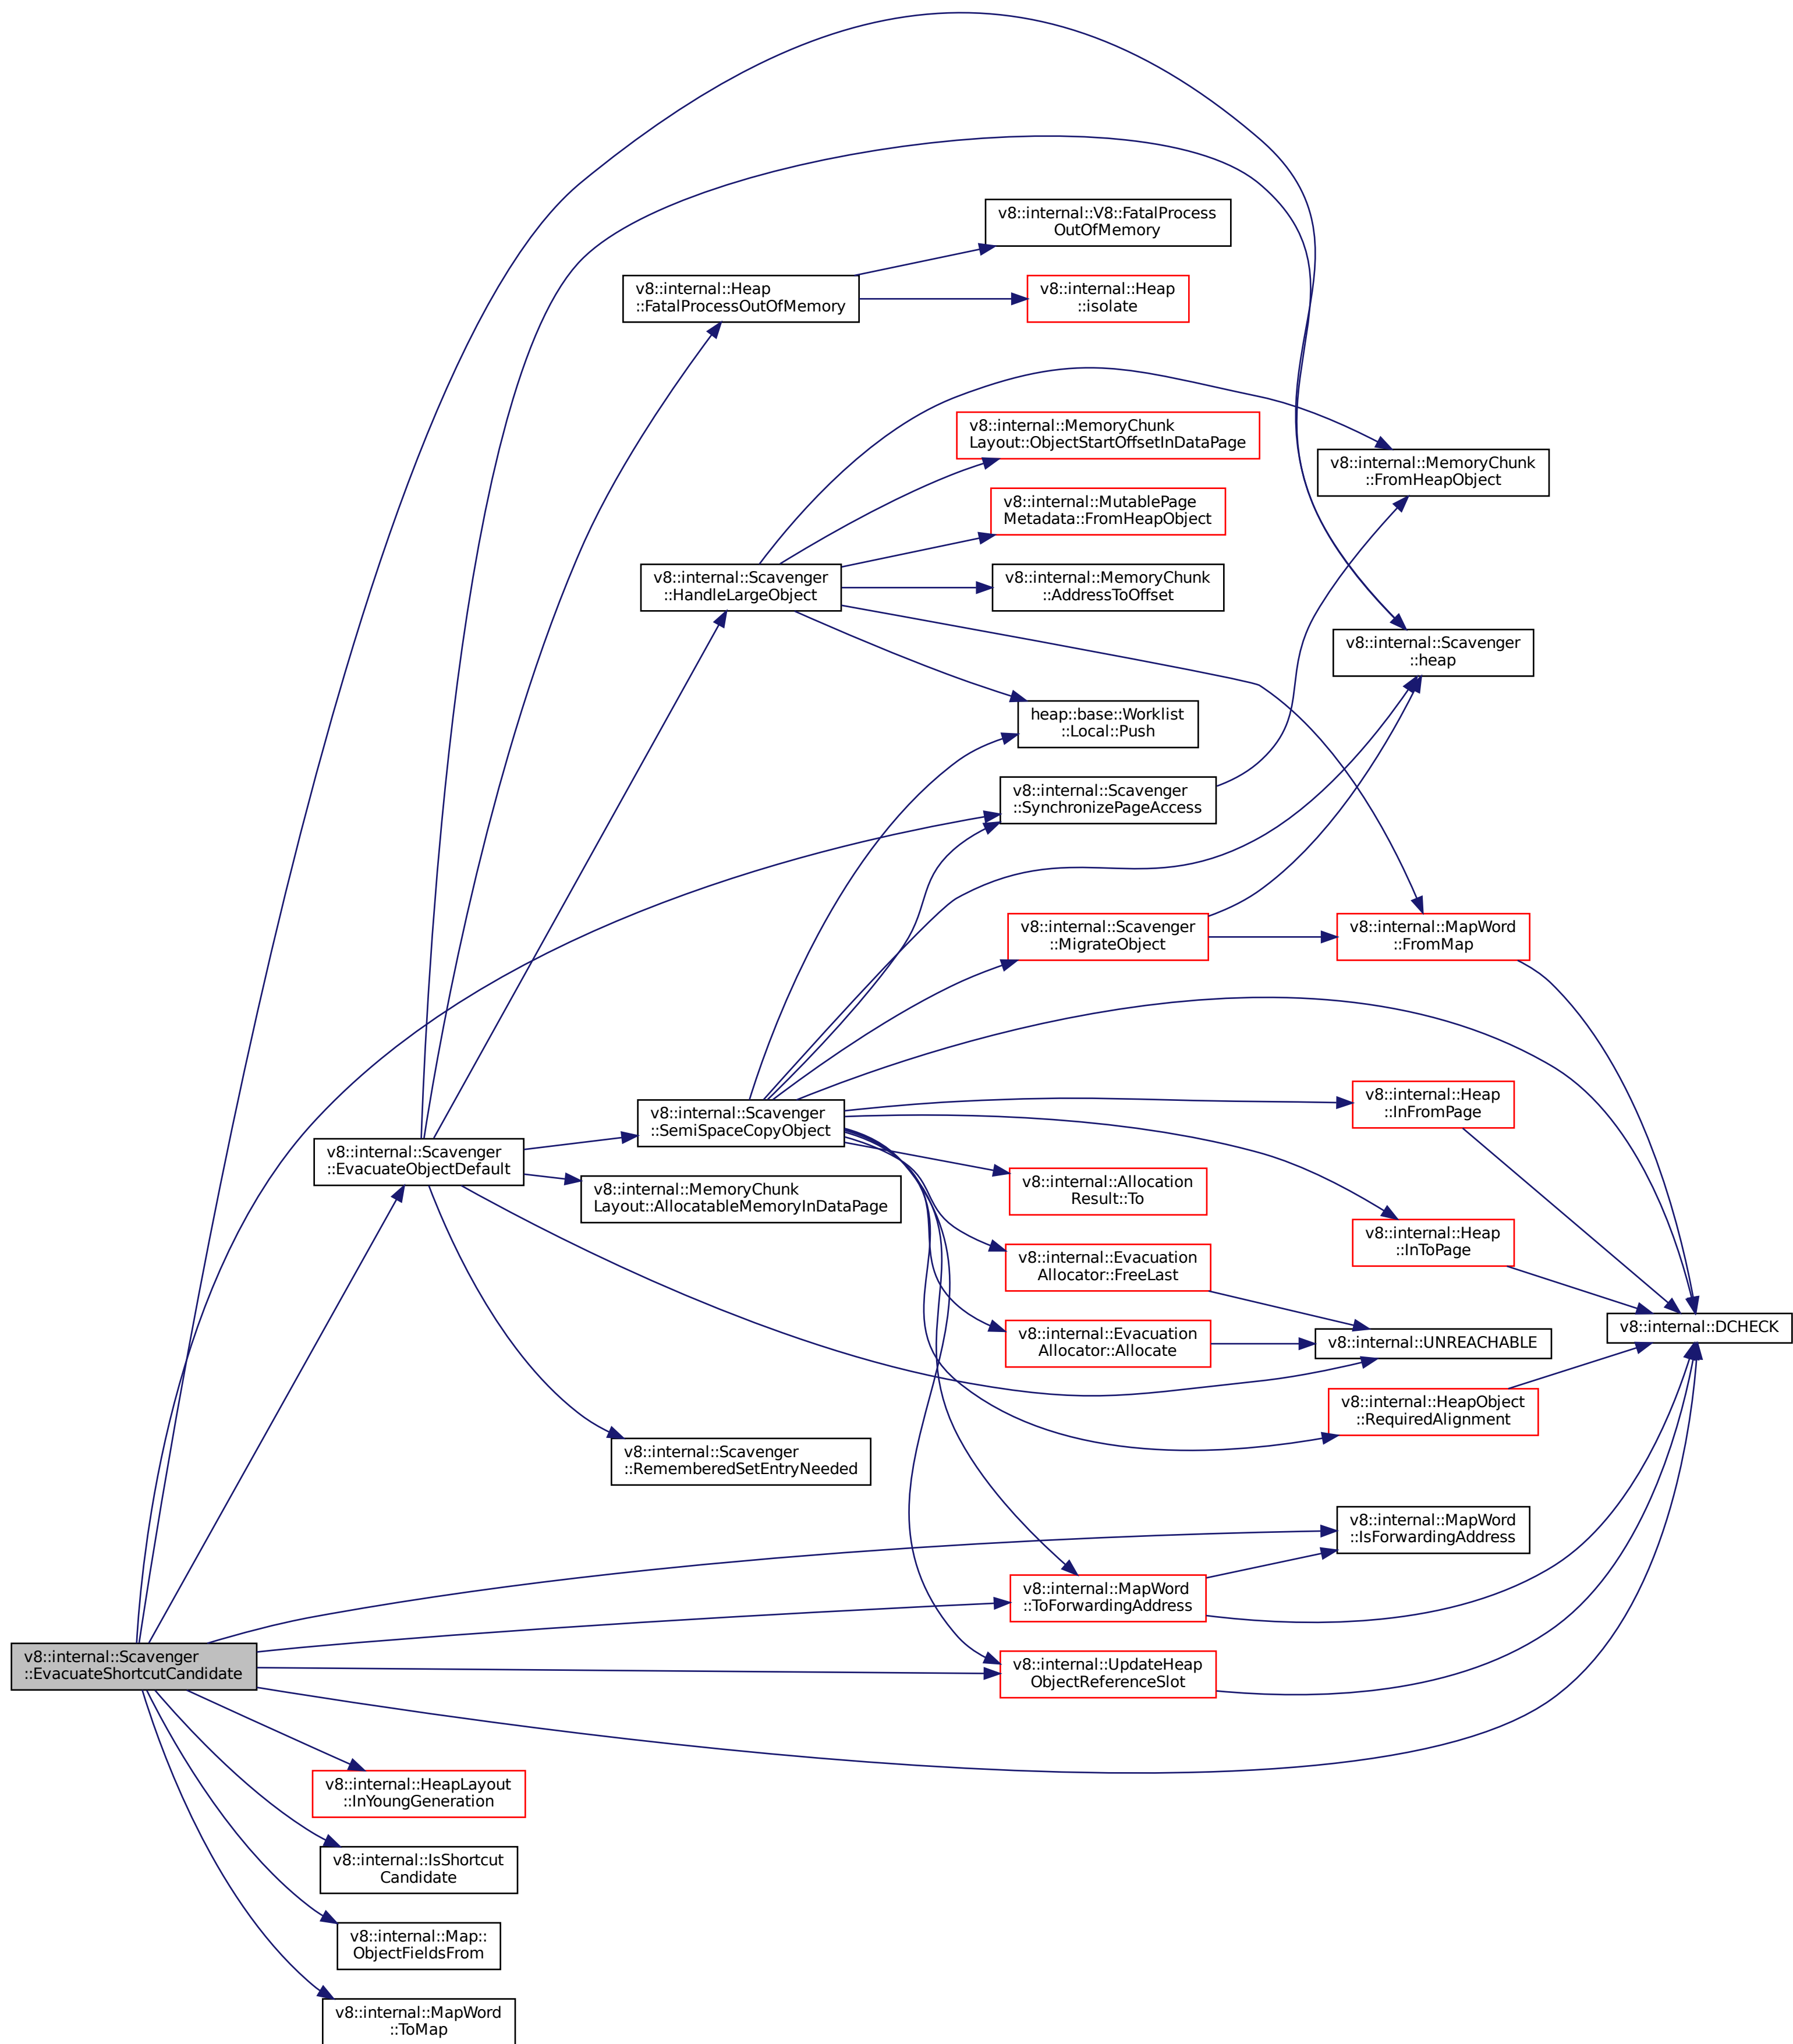 v8::internal::V8::FatalProcess
OutOfMemory
v8::internal::Heap
::FatalProcessOutOfMemory
v8::internal::Heap
::isolate
v8::internal::MemoryChunk
Layout::ObjectStartOffsetInDataPage
v8::internal::MemoryChunk
::FromHeapObject
v8::internal::MutablePage
Metadata::FromHeapObject
v8::internal::Scavenger
::HandleLargeObject
v8::internal::MemoryChunk
::AddressToOffset
v8::internal::Scavenger
::heap
heap::base::Worklist
::Local::Push
v8::internal::Scavenger
::SynchronizePageAccess
v8::internal::Scavenger
::MigrateObject
v8::internal::MapWord
::FromMap
v8::internal::Heap
::InFromPage
v8::internal::Scavenger
::SemiSpaceCopyObject
v8::internal::Scavenger
::EvacuateObjectDefault
v8::internal::Allocation
Result::To
v8::internal::MemoryChunk
Layout::AllocatableMemoryInDataPage
v8::internal::Heap
::InToPage
v8::internal::Evacuation
Allocator::FreeLast
v8::internal::DCHECK
v8::internal::Evacuation
Allocator::Allocate
v8::internal::UNREACHABLE
v8::internal::HeapObject
::RequiredAlignment
v8::internal::Scavenger
::RememberedSetEntryNeeded
v8::internal::MapWord
::IsForwardingAddress
v8::internal::MapWord
::ToForwardingAddress
v8::internal::Scavenger
::EvacuateShortcutCandidate
v8::internal::UpdateHeap
ObjectReferenceSlot
v8::internal::HeapLayout
::InYoungGeneration
v8::internal::IsShortcut
Candidate
v8::internal::Map::
ObjectFieldsFrom
v8::internal::MapWord
::ToMap